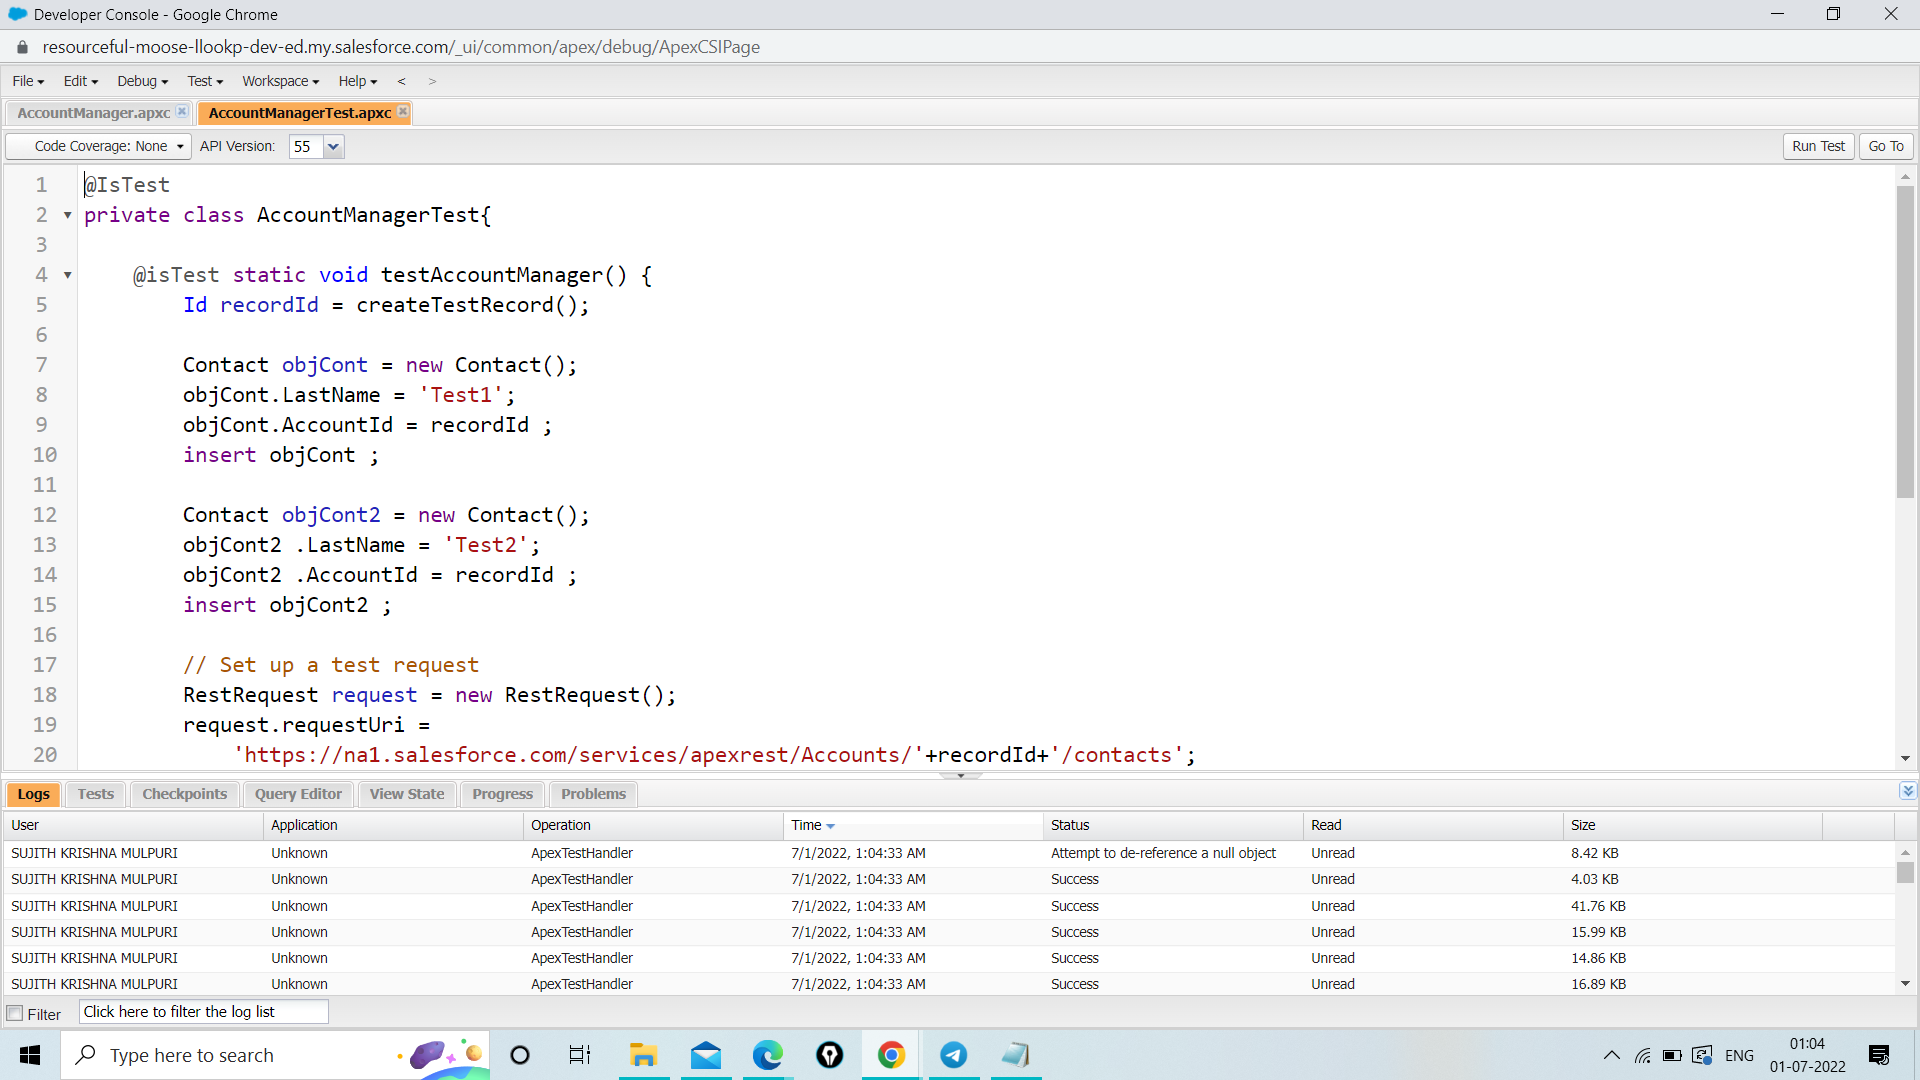 Developer Console - Google Chrome
resourceful-moose-llookp-dev-ed.my.salesforce.com/_ui/common/apex/debug/ApexCSIPage
File Edit Debug Test Workspace Help < >
AccountManager.apxc AccountManagerTest.apxc
Code Coverage: None API Version: 55 Run Test Go To
1 @IsTest
2 private class AccountManagerTest{
3
4 @isTest static void testAccountManager() {
5 Id recordId = createTestRecord();
6
7 Contact objCont = new Contact();
8 objCont.LastName = 'Test1';
9 objCont.AccountId = recordId ;
10 insert objCont ;
11
12 Contact objCont2 = new Contact();
13 objCont2 .LastName = 'Test2';
14 objCont2 .AccountId = recordId ;
15 insert objCont2 ;
16
17 // Set up a test request
18 RestRequest request = new RestRequest();
19 request.requestUri =
20 'https://na1.salesforce.com/services/apexrest/Accounts/'+recordId+'/contacts';
Logs Tests Checkpoints Query Editor View State Progress Problems
User Application Operation Time Status Read Size
SUJITH KRISHNA MULPURI Unknown ApexTestHandler 7/1/2022, 1:04:33 AM Attempt to de-reference a null object Unread 8.42 KB
SUJITH KRISHNA MULPURI Unknown ApexTestHandler 7/1/2022, 1:04:33 AM Success Unread 4.03 KB
SUJITH KRISHNA MULPURI Unknown ApexTestHandler 7/1/2022, 1:04:33 AM Success Unread 41.76 KB
SUJITH KRISHNA MULPURI Unknown ApexTestHandler 7/1/2022, 1:04:33 AM Success Unread 15.99 KB
SUJITH KRISHNA MULPURI Unknown ApexTestHandler 7/1/2022, 1:04:33 AM Success Unread 14.86 KB
SUJITH KRISHNA MULPURI Unknown ApexTestHandler 7/1/2022, 1:04:33 AM Success Unread 16.89 KB
Filter Click here to filter the log list
Type here to search ENG 01:04
01-07-2022